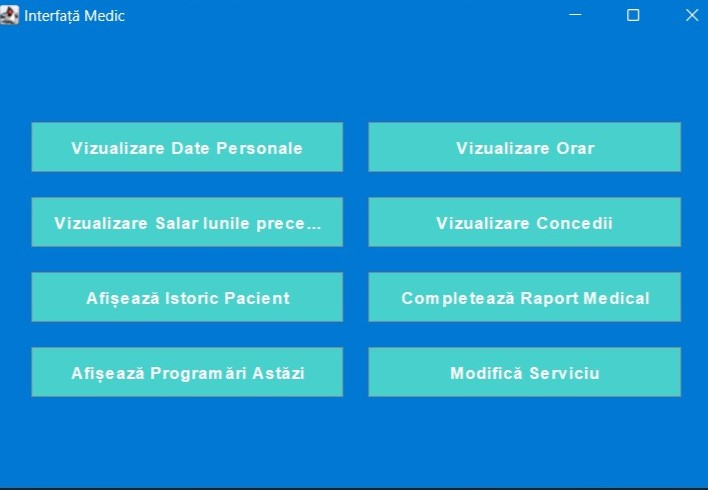 Interfață Medic
Vizualizare Date Personale
Vizualizare Orar
Vizualizare Salar lunile prece...
Vizualizare Concedii
Afișează Istoric Pacient
Completează Raport Medical
Afișează Programări Astăzi
Modifică Serviciu